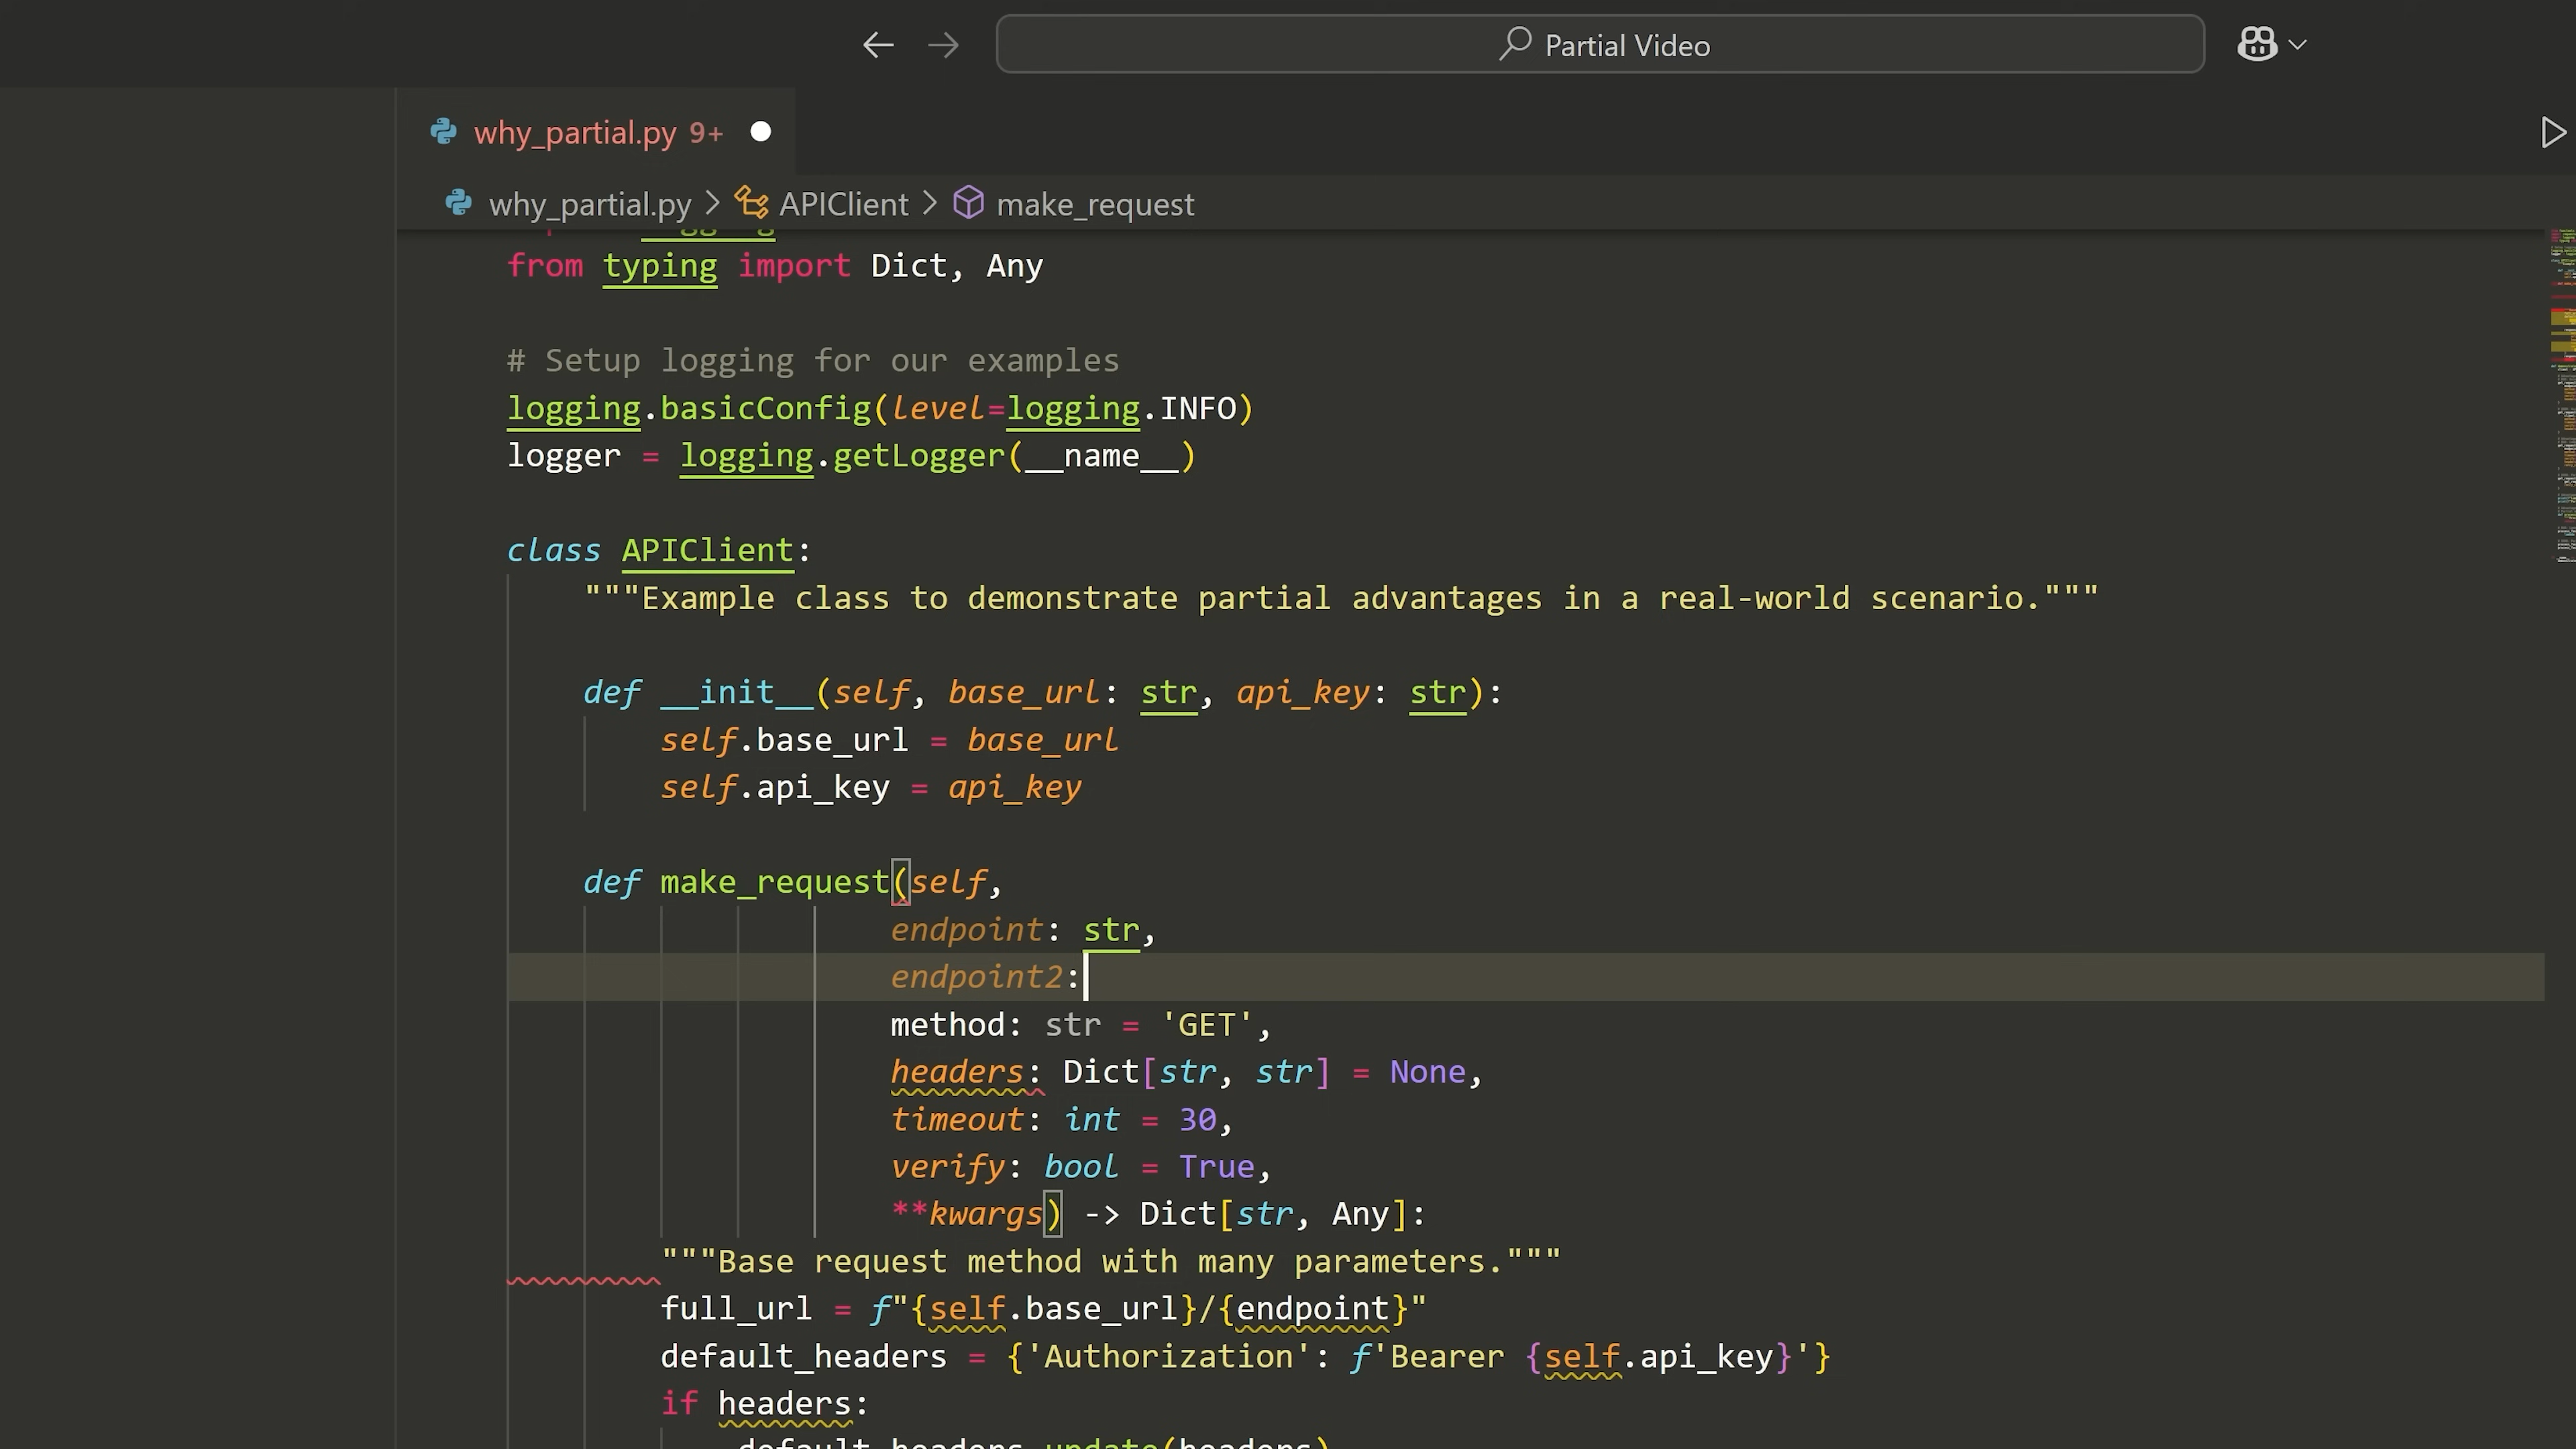 Partial Video
why_partial.py 9+
why_partial.py > APIClient > make_request
from typing import Dict, Any
# Setup logging for our examples
logging.basicConfig(level=logging.INFO)
logger = logging.getLogger(__name__)
class APIClient:
"""Example class to demonstrate partial advantages in a real-world scenario."""
def __init__(self, base_url: str, api_key: str):
self.base_url = base_url
self.api_key = api_key
def make_request(self,
endpoint: str,
endpoint2:
method: str = 'GET',
headers: Dict[str, str] = None,
timeout: int = 30,
verify: bool = True,
**kwargs) -> Dict[str, Any]:
"""Base request method with many parameters."""
full_url = f"{self.base_url}/{endpoint}"
default_headers = {'Authorization': f'Bearer {self.api_key}'}
if headers:
default_headers.update(headers)